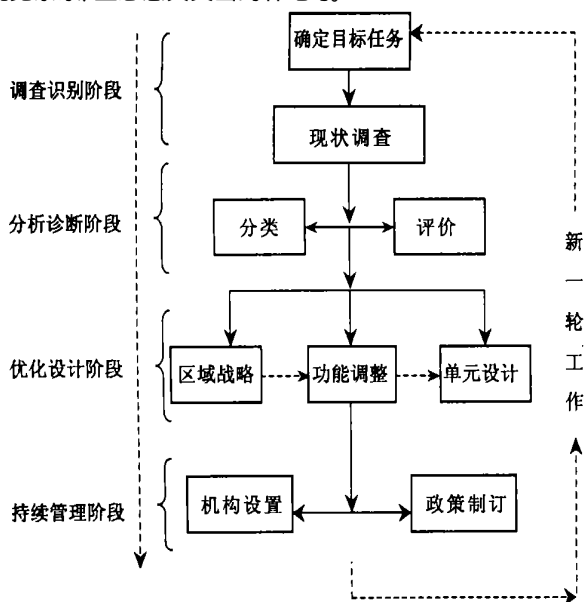 确定目标任务
调查识别阶段
现状调查
分析诊断阶段
分类
评价
新一轮工作
优化设计阶段
区域战略
功能调整
单元设计
持续管理阶段
机构设置
政策制订